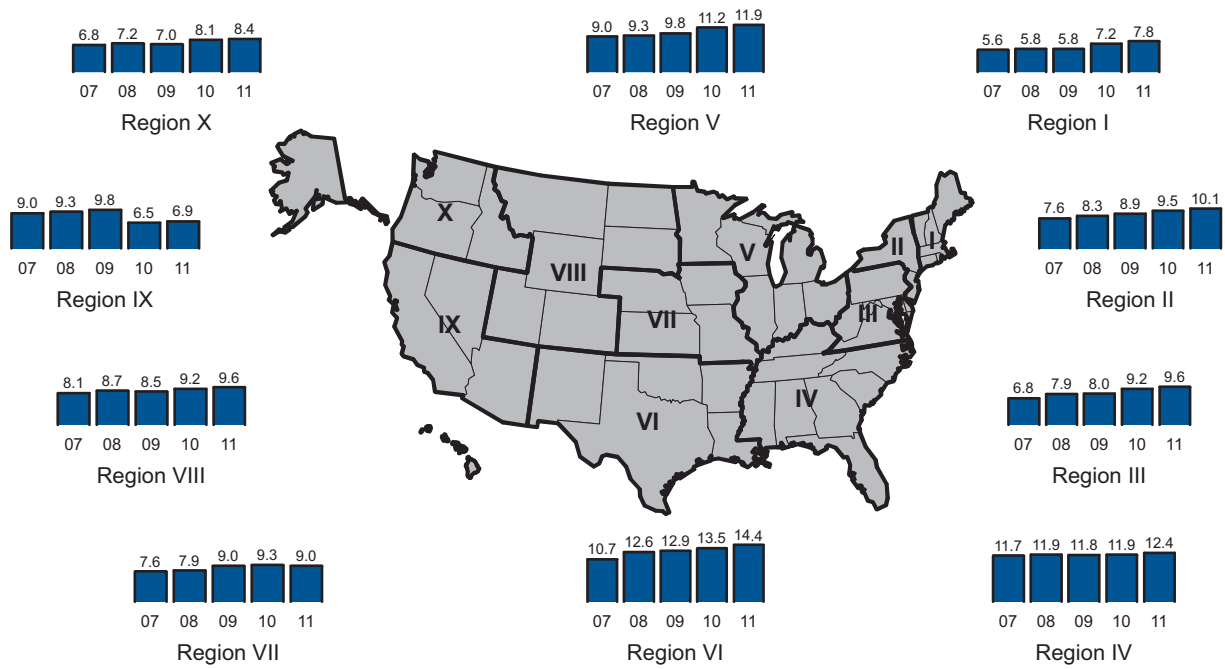 6.8 7.2 7.0 8.1 8.4
07 08 09 10 11
Region X
9.0 9.3 9.8 11.2 11.9
07 08 09 10 11
Region V
5.6 5.8 5.8 7.2 7.8
07 08 09 10 11
Region I
9.0 9.3 9.8 6.5 6.9
07 08 09 10 11
Region IX
7.6 8.3 8.9 9.5 10.1
07 08 09 10 11
Region II
X
V
II
I
VIII
IX
VII
III
VI
IV
8.1 8.7 8.5 9.2 9.6
07 08 09 10 11
Region VIII
6.8 7.9 8.0 9.2 9.6
07 08 09 10 11
Region III
7.6 7.9 9.0 9.3 9.0
07 08 09 10 11
Region VII
10.7 12.6 12.9 13.5 14.4
07 08 09 10 11
Region VI
11.7 11.9 11.8 11.9 12.4
07 08 09 10 11
Region IV